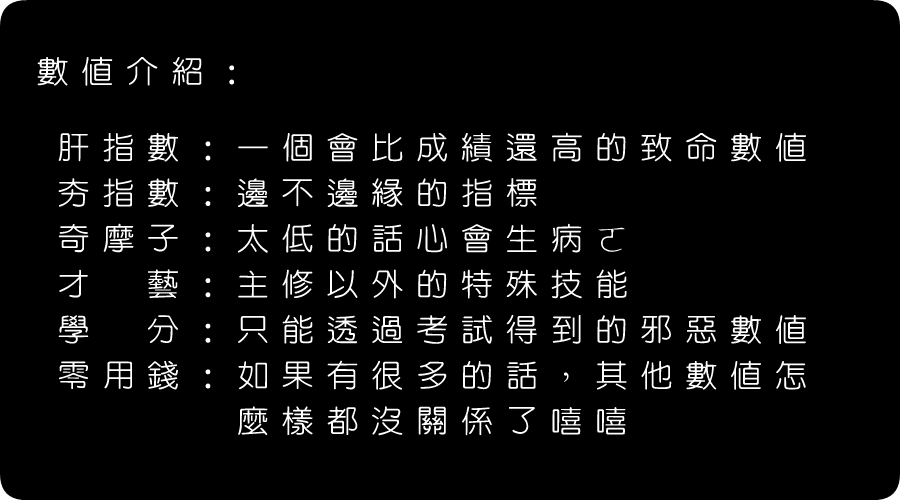 數值介紹：
肝指數：一個會比成績還高的致命數值
夯指數：邊不邊緣的指標
奇摩子：太低的話心會生病ㄛ
才　藝：主修以外的特殊技能
學　分：只能透過考試得到的邪惡數值
零用錢：如果有很多的話，其他數值怎
麼樣都沒關係了嘻嘻